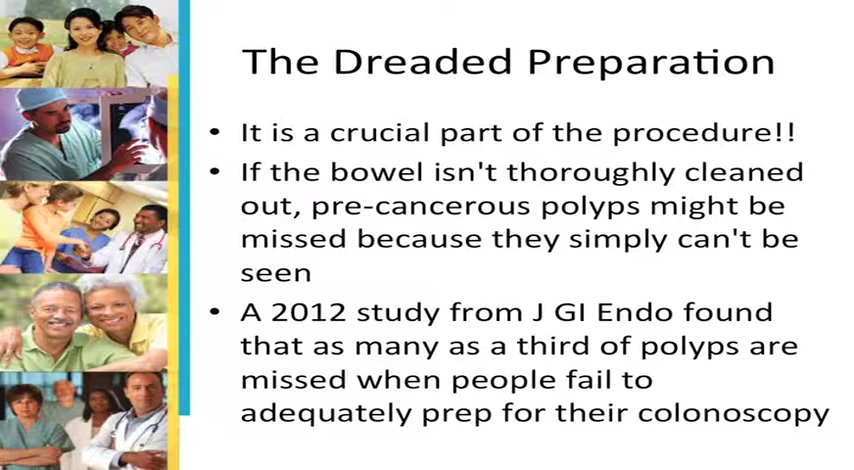 The Dreaded Preparation
• It is a crucial part of the procedure!!
• If the bowel isn't thoroughly cleaned
out, pre-cancerous polyps might be
missed because they simply can't be
seen
• A 2012 study from J GI Endo found
that as many as a third of polyps are
missed when people fail to
adequately prep for their colonoscopy